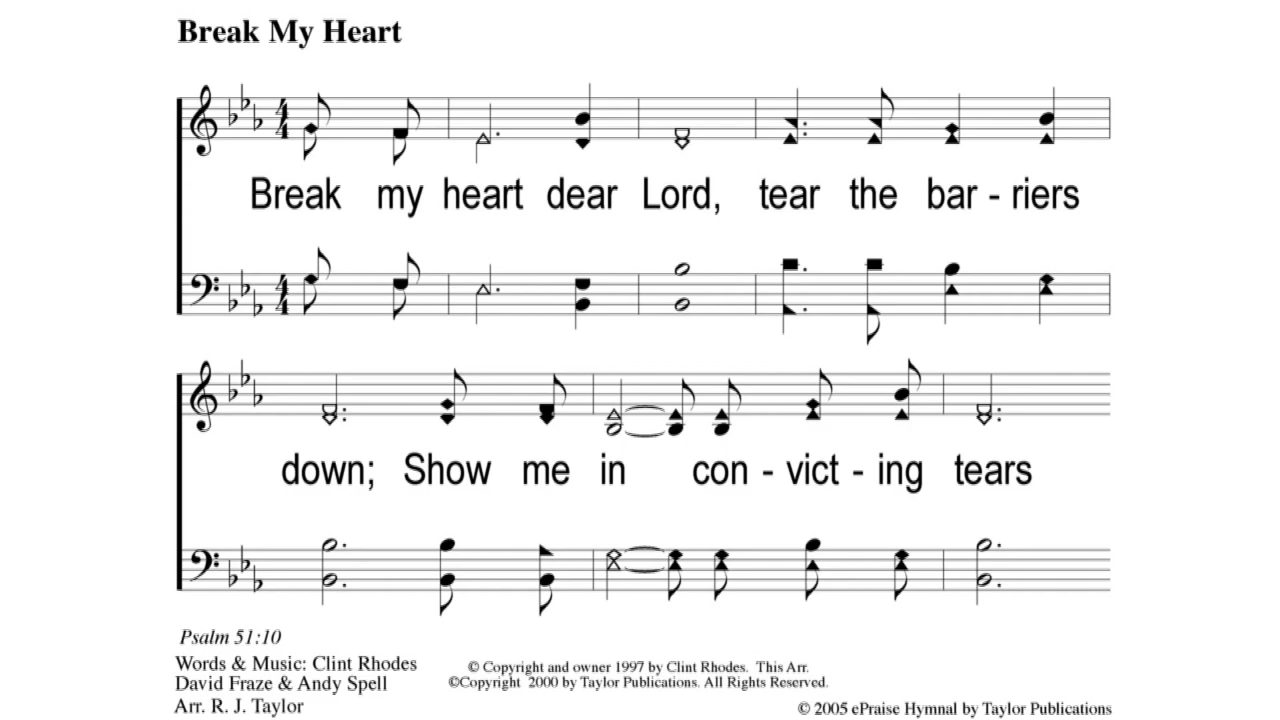 Break My Heart
Break my heart dear Lord, tear the bar - riers
down; Show me in con - vict - ing tears
Psalm 51:10
Words & Music: Clint Rhodes
David Fraze & Andy Spell
Arr. R. J. Taylor
© Copyright and owner 1997 by Clint Rhodes. This Arr.
©Copyright 2000 by Taylor Publications. All Rights Reserved.
© 2005 ePraise Hymnal by Taylor Publications